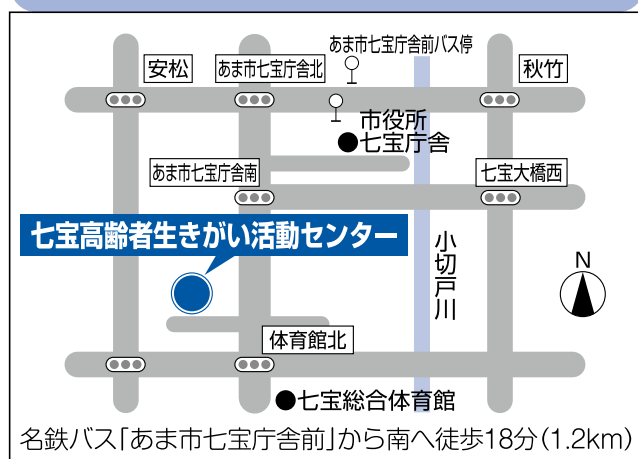 あま市七宝庁舎前バス停
安松
あま市七宝庁舎北
秋竹
市役所
七宝庁舎
あま市七宝庁舎南
七宝大橋西
七宝高齢者生きがい活動センター
小切戸川
N
体育館北
七宝総合体育館
名鉄バス「あま市七宝庁舎前」から南へ徒歩18分(1.2km)